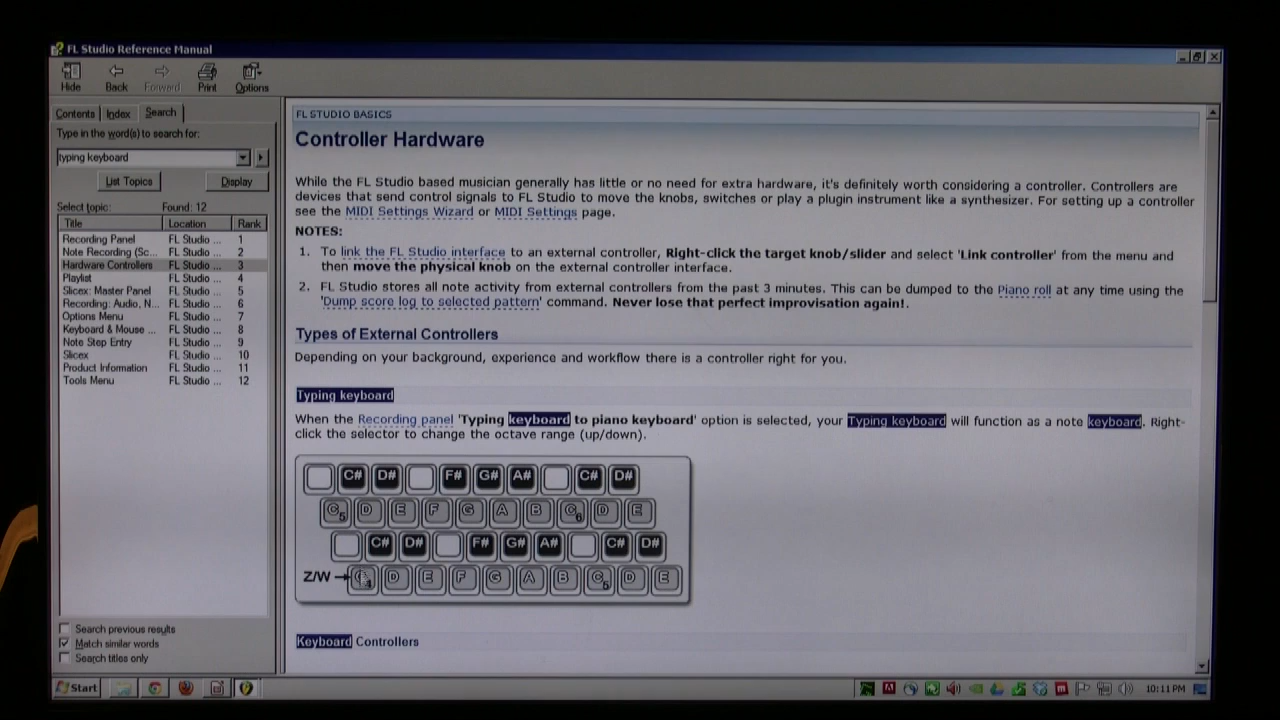 FL Studio Reference Manual
Hide Back Forward Print Options
Contents Index Search
Type in the word(s) to search for:
typing keyboard
List Topics Display
Select topic: Found: 12
Title Location Rank
Recording Panel FL Studio ... 1
Note Recording (Sc... FL Studio ... 2
Hardware Controllers FL Studio ... 3
Playlist FL Studio ... 4
Slicex: Master Panel FL Studio ... 5
Recording: Audio, N... FL Studio ... 6
Options Menu FL Studio ... 7
Keyboard & Mouse ... FL Studio ... 8
Note Step Entry FL Studio ... 9
Slicex FL Studio ... 10
Product Information FL Studio ... 11
Tools Menu FL Studio ... 12
Search previous results
Match similar words
Search titles only
FL STUDIO BASICS
Controller Hardware
While the FL Studio based musician generally has little or no need for extra hardware, it's definitely worth considering a controller. Controllers are
devices that send control signals to FL Studio to move the knobs, switches or play a plugin instrument like a synthesizer. For setting up a controller
see the MIDI Settings Wizard or MIDI Settings page.
NOTES:
1. To link the FL Studio interface to an external controller, Right-click the target knob/slider and select 'Link controller' from the menu and
then move the physical knob on the external controller interface.
2. FL Studio stores all note activity from external controllers from the past 3 minutes. This can be dumped to the Piano roll at any time using the
'Dump score log to selected pattern' command. Never lose that perfect improvisation again!.
Types of External Controllers
Depending on your background, experience and workflow there is a controller right for you.
Typing keyboard
When the Recording panel 'Typing keyboard to piano keyboard' option is selected, your Typing keyboard will function as a note keyboard. Right-
click the selector to change the octave range (up/down).
C# D# F# G# A# C# D#
C5 D E F G A B C6 D E
C# D# F# G# A# C# D#
Z/W C4 D E F G A B C5 D E
Keyboard Controllers
Start 10:11 PM